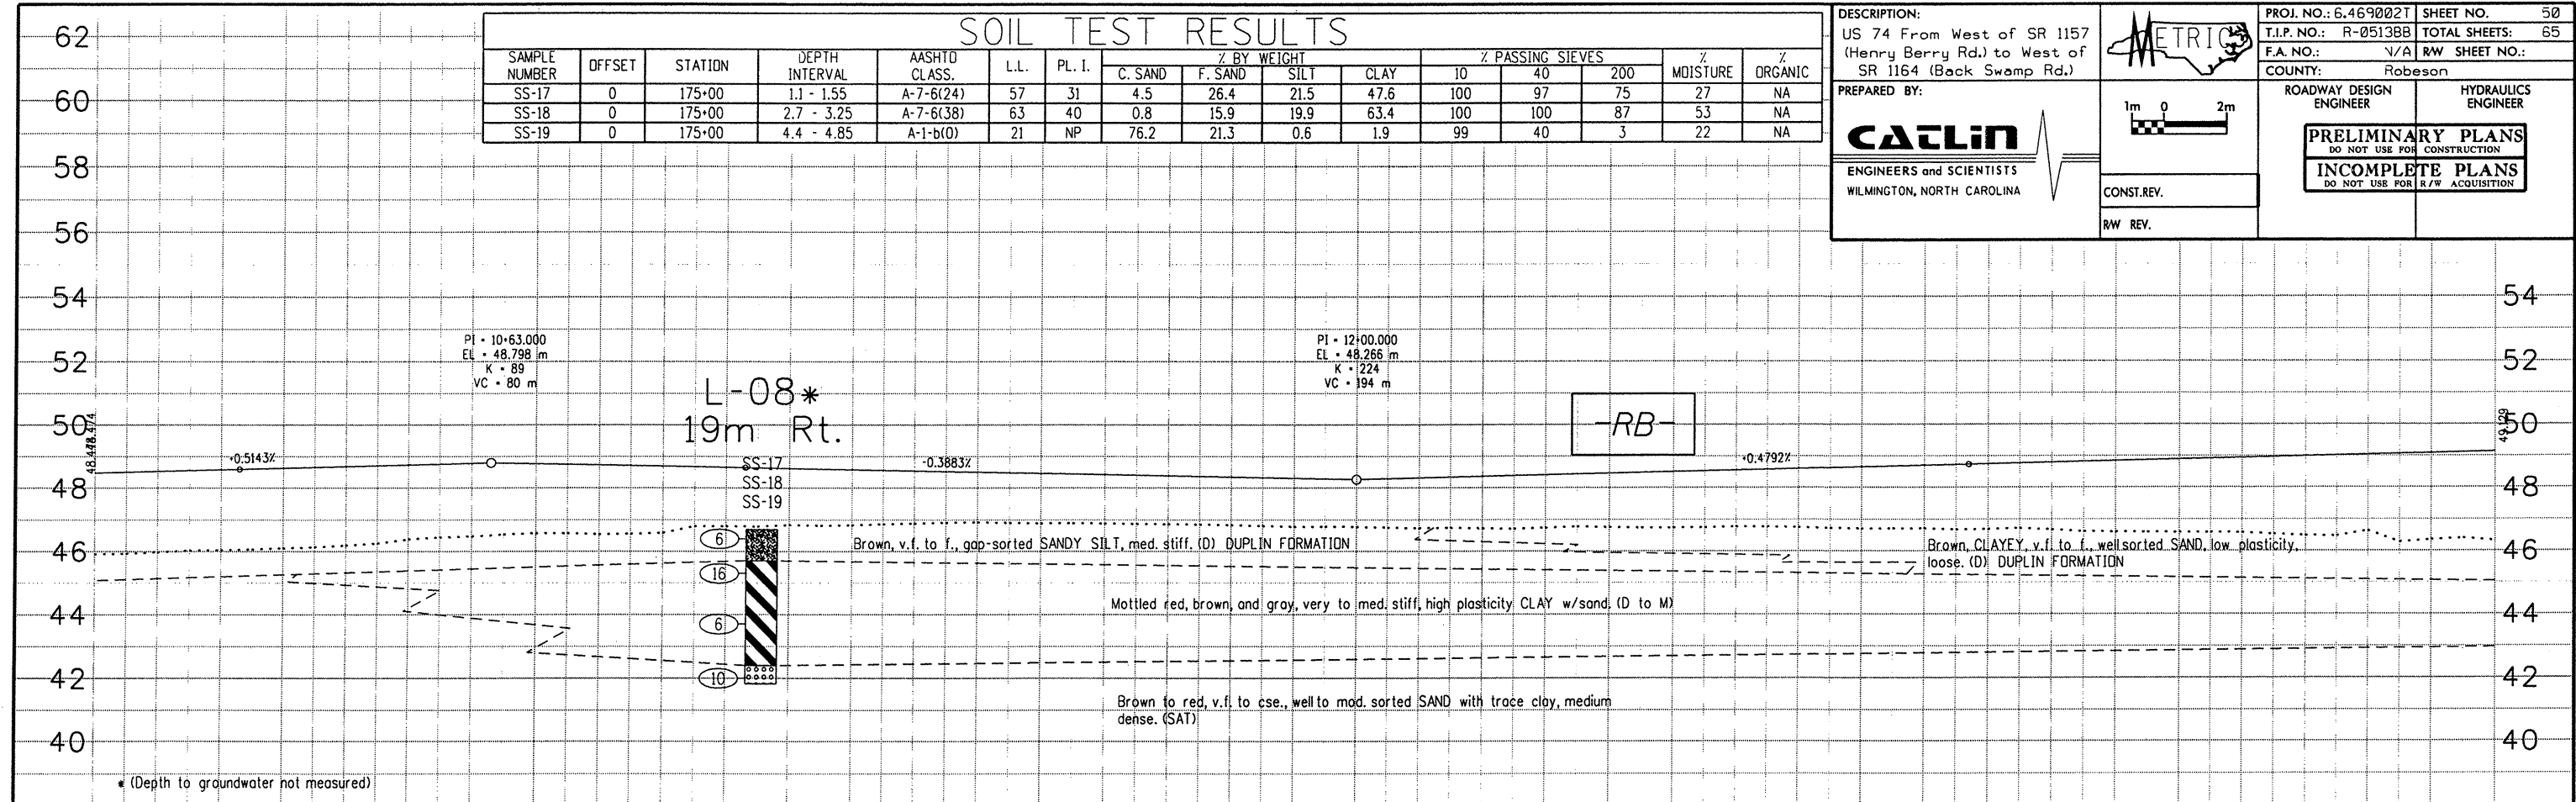 SOIL TEST RESULTS
SAMPLE NUMBER OFFSET STATION DEPTH INTERVAL AASHTO CLASS. L.L. PL. I. % BY WEIGHT % PASSING SIEVES % MOISTURE % ORGANIC
C. SAND F. SAND SILT CLAY 10 40 200
SS-17 0 175+00 1.1 - 1.55 A-7-6(24) 57 31 4.5 26.4 21.5 47.6 100 97 75 27 NA
SS-18 0 175+00 2.7 - 3.25 A-7-6(38) 63 40 0.8 15.9 19.9 63.4 100 100 87 53 NA
SS-19 0 175+00 4.4 - 4.85 A-1-b(0) 21 NP 76.2 21.3 0.6 1.9 99 40 3 22 NA
DESCRIPTION:
US 74 From West of SR 1157
(Henry Berry Rd.) to West of
SR 1164 (Back Swamp Rd.)
PREPARED BY:
CATLIN
ENGINEERS and SCIENTISTS
WILMINGTON, NORTH CAROLINA
METRIC
1m 0 2m
CONST.REV.
R/W REV.
PROJ. NO.: 6.469002T SHEET NO. 50
T.I.P. NO.: R-0513BB TOTAL SHEETS: 65
F.A. NO.: N/A R/W SHEET NO.:
COUNTY: Robeson
ROADWAY DESIGN ENGINEER
HYDRAULICS ENGINEER
PRELIMINARY PLANS
DO NOT USE FOR CONSTRUCTION
INCOMPLETE PLANS
DO NOT USE FOR R/W ACQUISITION
62
60
58
56
54 54
52 52
50 50
48 48
46 46
44 44
42 42
40 40
PI = 10+63.000
EL = 48.798 m
K = 89
VC = 80 m
PI = 12+00.000
EL = 48.266 m
K = 224
VC = 194 m
L-08*
19m Rt.
-RB-
49.129
+0.5143%
-0.3883%
+0.4792%
SS-17
SS-18
SS-19
6
16
6
10
Brown, v.f. to f., gap-sorted SANDY SILT, med. stiff. (D) DUPLIN FORMATION
Brown, CLAYEY, v.f. to f., well sorted SAND, low plasticity,
loose. (D) DUPLIN FORMATION
Mottled red, brown, and gray, very to med. stiff, high plasticity CLAY w/sand. (D to M)
Brown to red, v.f. to cse., well to mod. sorted SAND with trace clay, medium
dense. (SAT)
* (Depth to groundwater not measured)